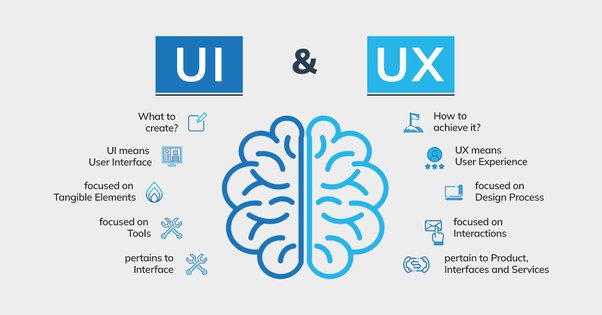 UI
&
UX
What to
create?
UI means
User Interface
focused on
Tangible Elements
focused on
Tools
pertains to
Interface
How to
achieve it?
UX means
User Experience
focused on
Design Process
focused on
Interactions
pertain to Product,
Interfaces and Services